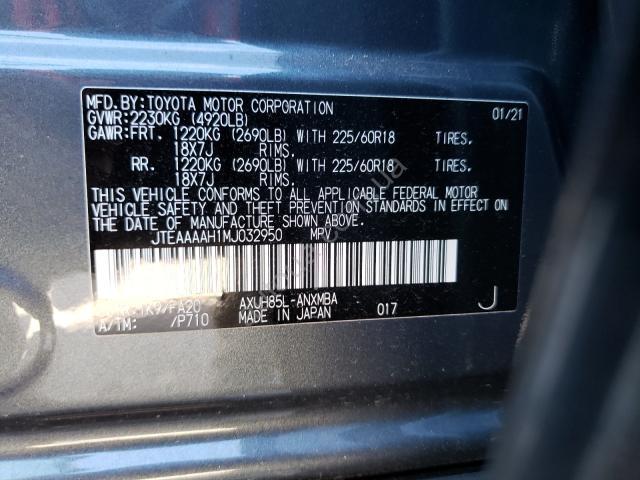 MFD. BY: TOYOTA MOTOR CORPORATION 01/21
GVWR: 2230KG (4920LB)
GAWR: FRT. 1220KG (2690LB) WITH 225/60R18 TIRES.
18X7J RIMS.
RR. 1220KG (2690LB) WITH 225/60R18 TIRES.
18X7J RIMS.
THIS VEHICLE CONFORMS TO ALL APPLICABLE FEDERAL MOTOR
VEHICLE SAFETY AND THEFT PREVENTION STANDARDS IN EFFECT ON
THE DATE OF MANUFACTURE SHOWN ABOVE.
JTEAAAAH1MJ032950 MPV
/FA20 AXUH85L-ANXMBA
A/TM: /P710 MADE IN JAPAN 017 J